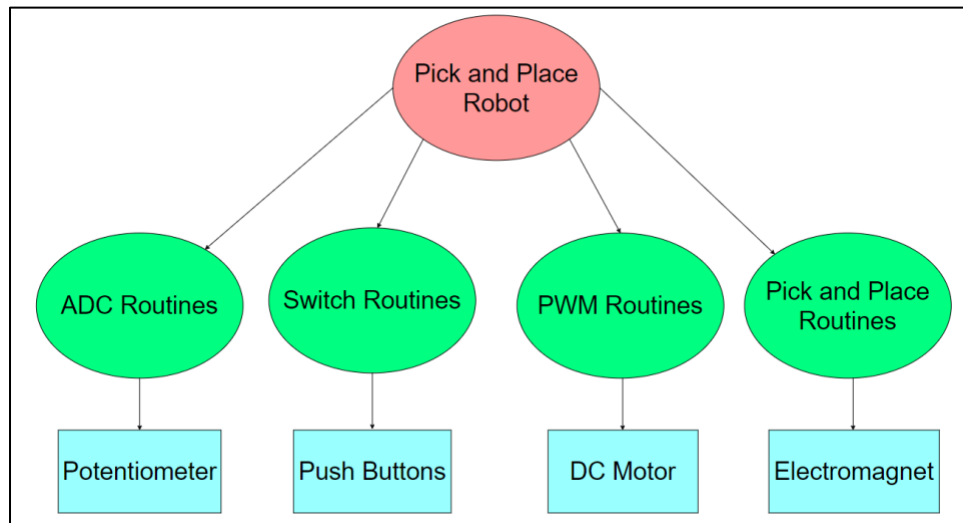 Pick and Place
Robot
ADC Routines
Switch Routines
PWM Routines
Pick and Place
Routines
Potentiometer
Push Buttons
DC Motor
Electromagnet